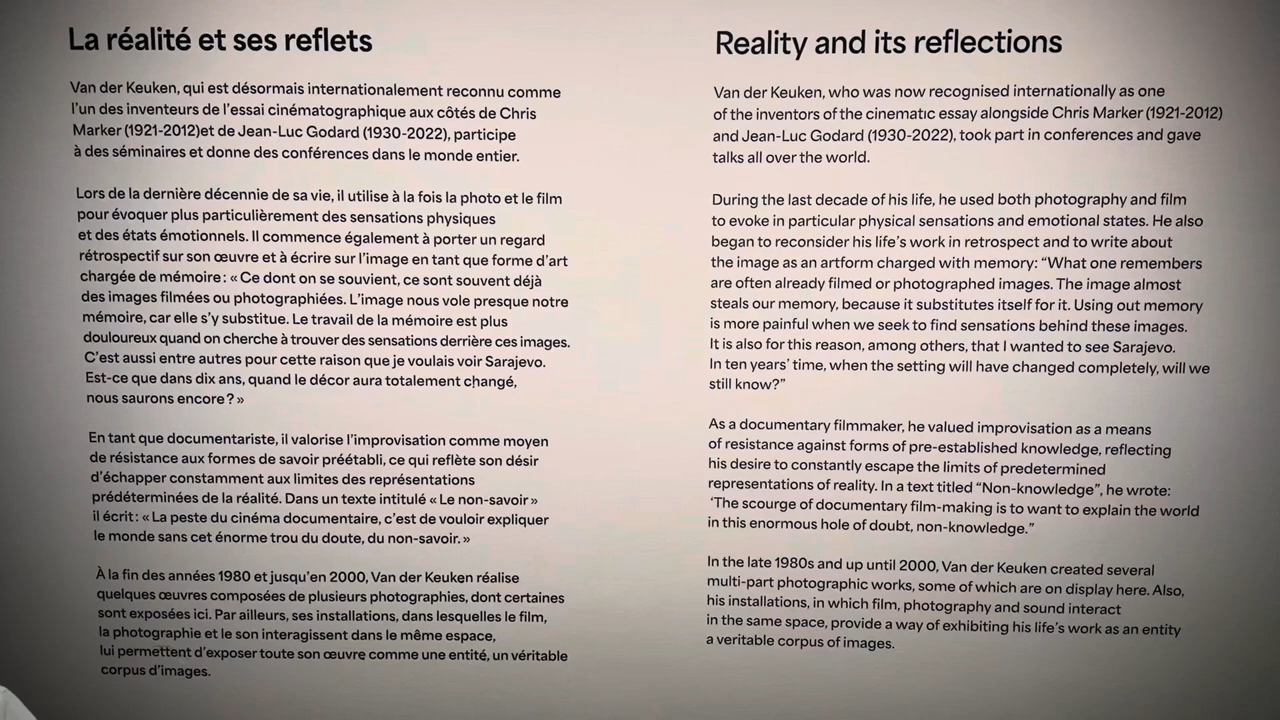 La réalité et ses reflets
Van der Keuken, qui est désormais internationalement reconnu comme
l'un des inventeurs de l'essai cinématographique aux côtés de Chris
Marker (1921-2012)et de Jean-Luc Godard (1930-2022), participe
à des séminaires et donne des conférences dans le monde entier.
Lors de la dernière décennie de sa vie, il utilise à la fois la photo et le film
pour évoquer plus particulièrement des sensations physiques
et des états émotionnels. Il commence également à porter un regard
rétrospectif sur son œuvre et à écrire sur l'image en tant que forme d'art
chargée de mémoire : « Ce dont on se souvient, ce sont souvent déjà
des images filmées ou photographiées. L'image nous vole presque notre
mémoire, car elle s'y substitue. Le travail de la mémoire est plus
douloureux quand on cherche à trouver des sensations derrière ces images.
C'est aussi entre autres pour cette raison que je voulais voir Sarajevo.
Est-ce que dans dix ans, quand le décor aura totalement changé,
nous saurons encore ? »
En tant que documentariste, il valorise l'improvisation comme moyen
de résistance aux formes de savoir préétabli, ce qui reflète son désir
d'échapper constamment aux limites des représentations
prédéterminées de la réalité. Dans un texte intitulé « Le non-savoir »
il écrit : « La peste du cinéma documentaire, c'est de vouloir expliquer
le monde sans cet énorme trou du doute, du non-savoir. »
À la fin des années 1980 et jusqu'en 2000, Van der Keuken réalise
quelques œuvres composées de plusieurs photographies, dont certaines
sont exposées ici. Par ailleurs, ses installations, dans lesquelles le film,
la photographie et le son interagissent dans le même espace,
lui permettent d'exposer toute son œuvre comme une entité, un véritable
corpus d'images.
Reality and its reflections
Van der Keuken, who was now recognised internationally as one
of the inventors of the cinematic essay alongside Chris Marker (1921-2012)
and Jean-Luc Godard (1930-2022), took part in conferences and gave
talks all over the world.
During the last decade of his life, he used both photography and film
to evoke in particular physical sensations and emotional states. He also
began to reconsider his life's work in retrospect and to write about
the image as an artform charged with memory: “What one remembers
are often already filmed or photographed images. The image almost
steals our memory, because it substitutes itself for it. Using out memory
is more painful when we seek to find sensations behind these images.
It is also for this reason, among others, that I wanted to see Sarajevo.
In ten years' time, when the setting will have changed completely, will we
still know?”
As a documentary filmmaker, he valued improvisation as a means
of resistance against forms of pre-established knowledge, reflecting
his desire to constantly escape the limits of predetermined
representations of reality. In a text titled “Non-knowledge”, he wrote:
‘The scourge of documentary film-making is to want to explain the world
in this enormous hole of doubt, non-knowledge.”
In the late 1980s and up until 2000, Van der Keuken created several
multi-part photographic works, some of which are on display here. Also,
his installations, in which film, photography and sound interact
in the same space, provide a way of exhibiting his life's work as an entity
a veritable corpus of images.